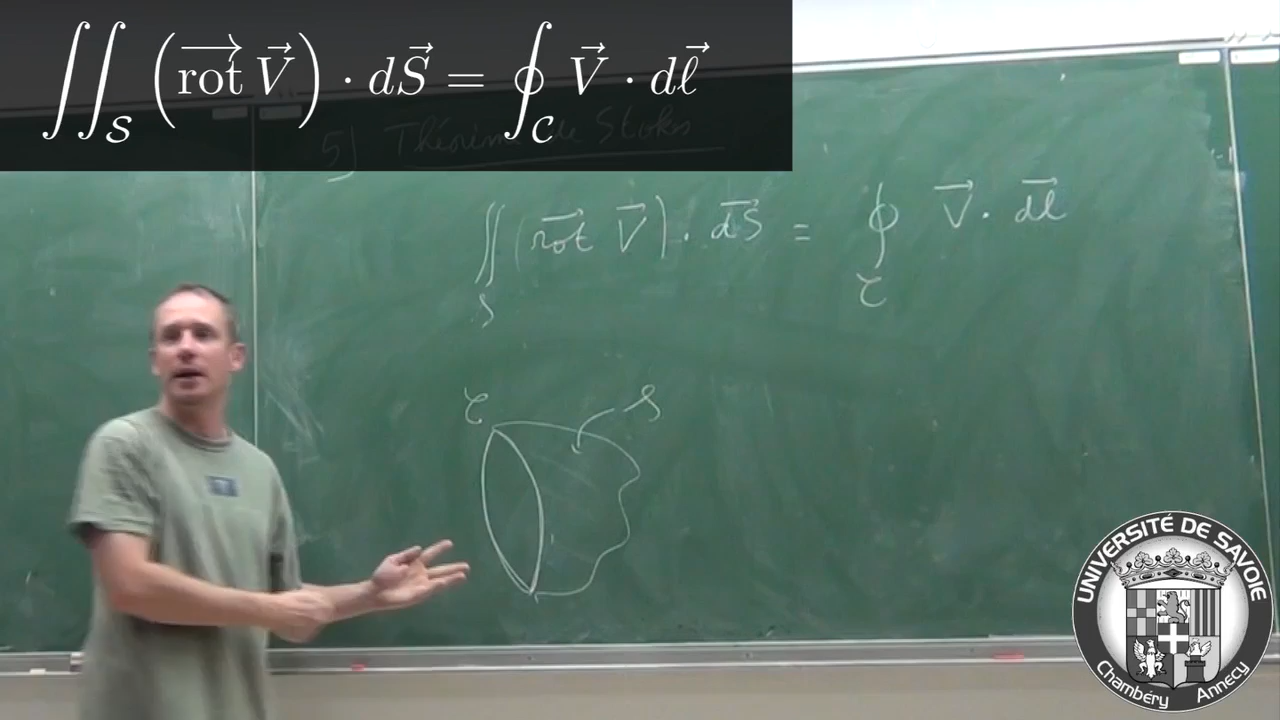 ∬_S (rot⃗ V⃗) · dS⃗ = ∮_C V⃗ · dℓ⃗
5) Théorème de Stokes
∬_S (rot⃗ V⃗) · dS⃗ = ∮_C V⃗ · dl⃗
C S
UNIVERSITÉ DE SAVOIE
Chambéry Annecy